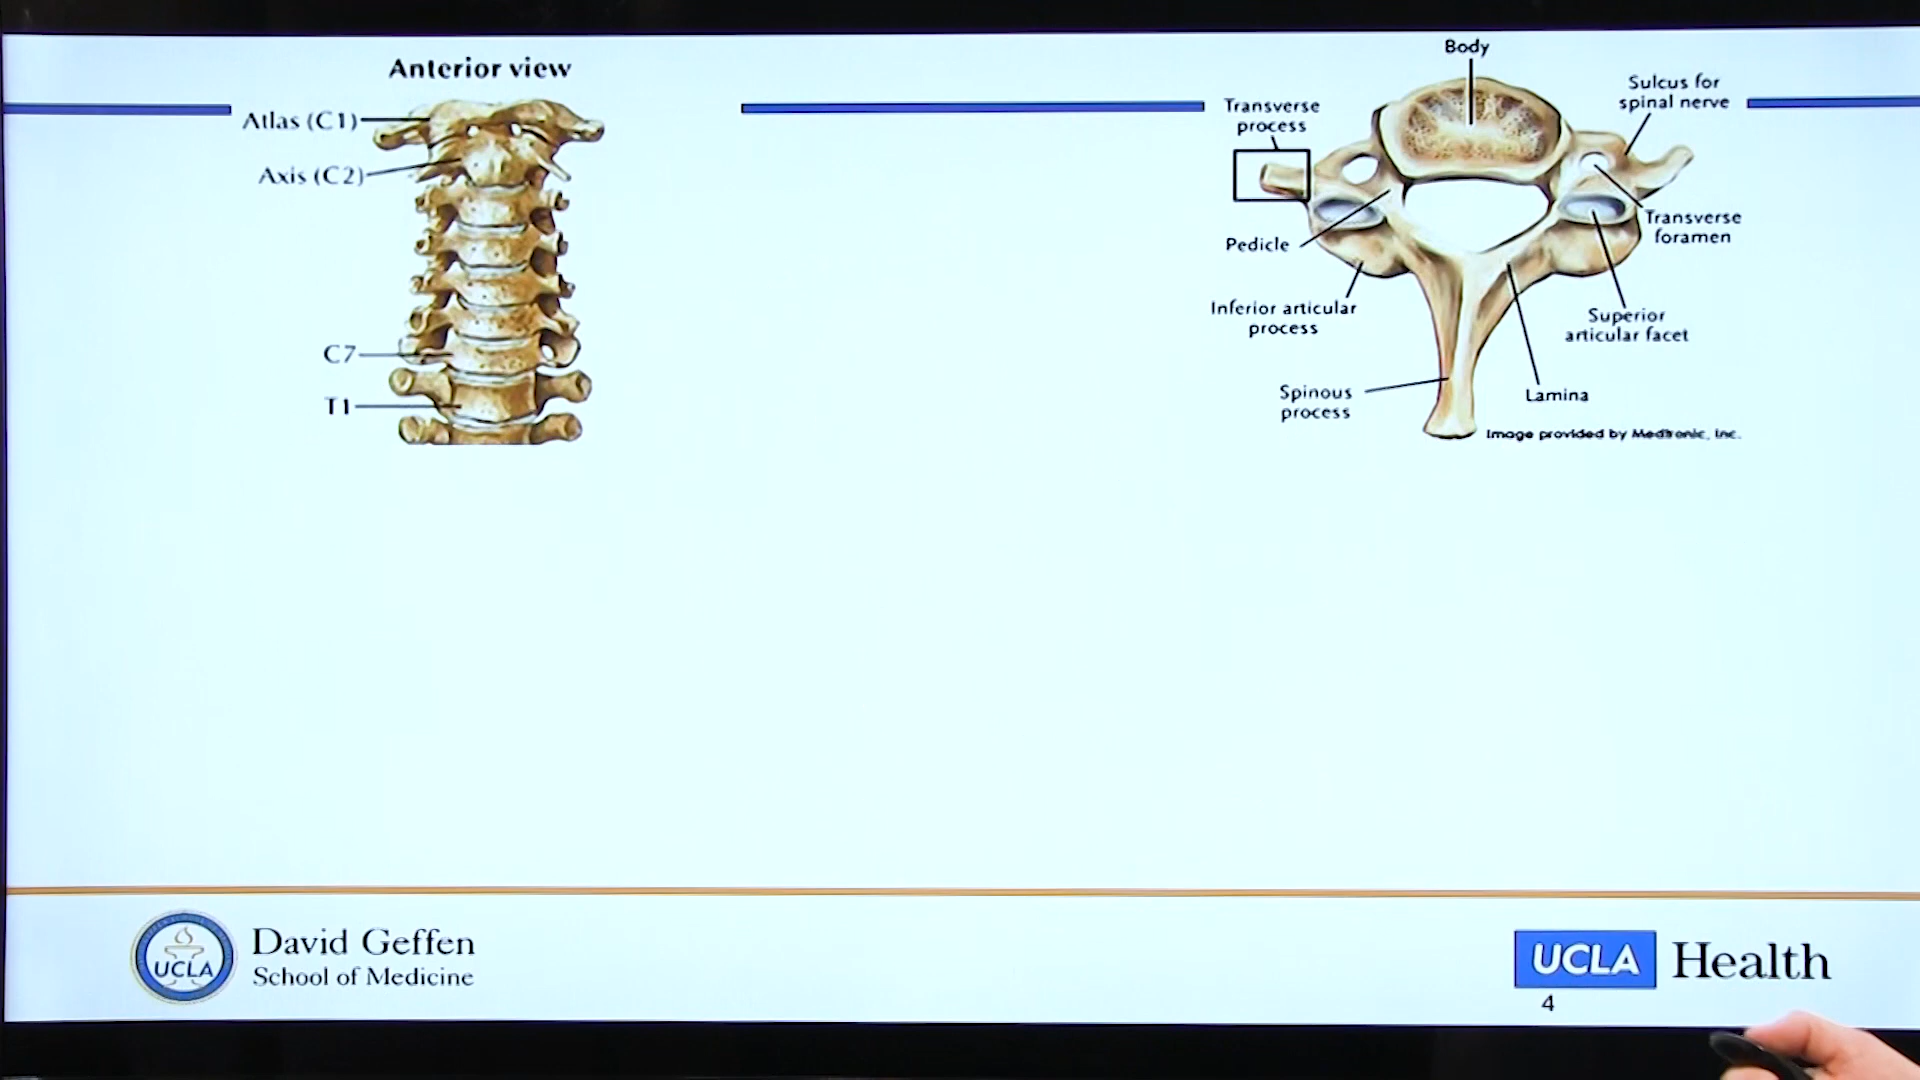 Anterior view
Atlas (C1)
Axis (C2)
C7
T1
Body
Sulcus for
spinal nerve
Transverse
process
Transverse
foramen
Pedicle
Inferior articular
process
Superior
articular facet
Spinous
process
Lamina
Image provided by Medtronic, Inc.
UCLA
David Geffen
School of Medicine
UCLA Health
4